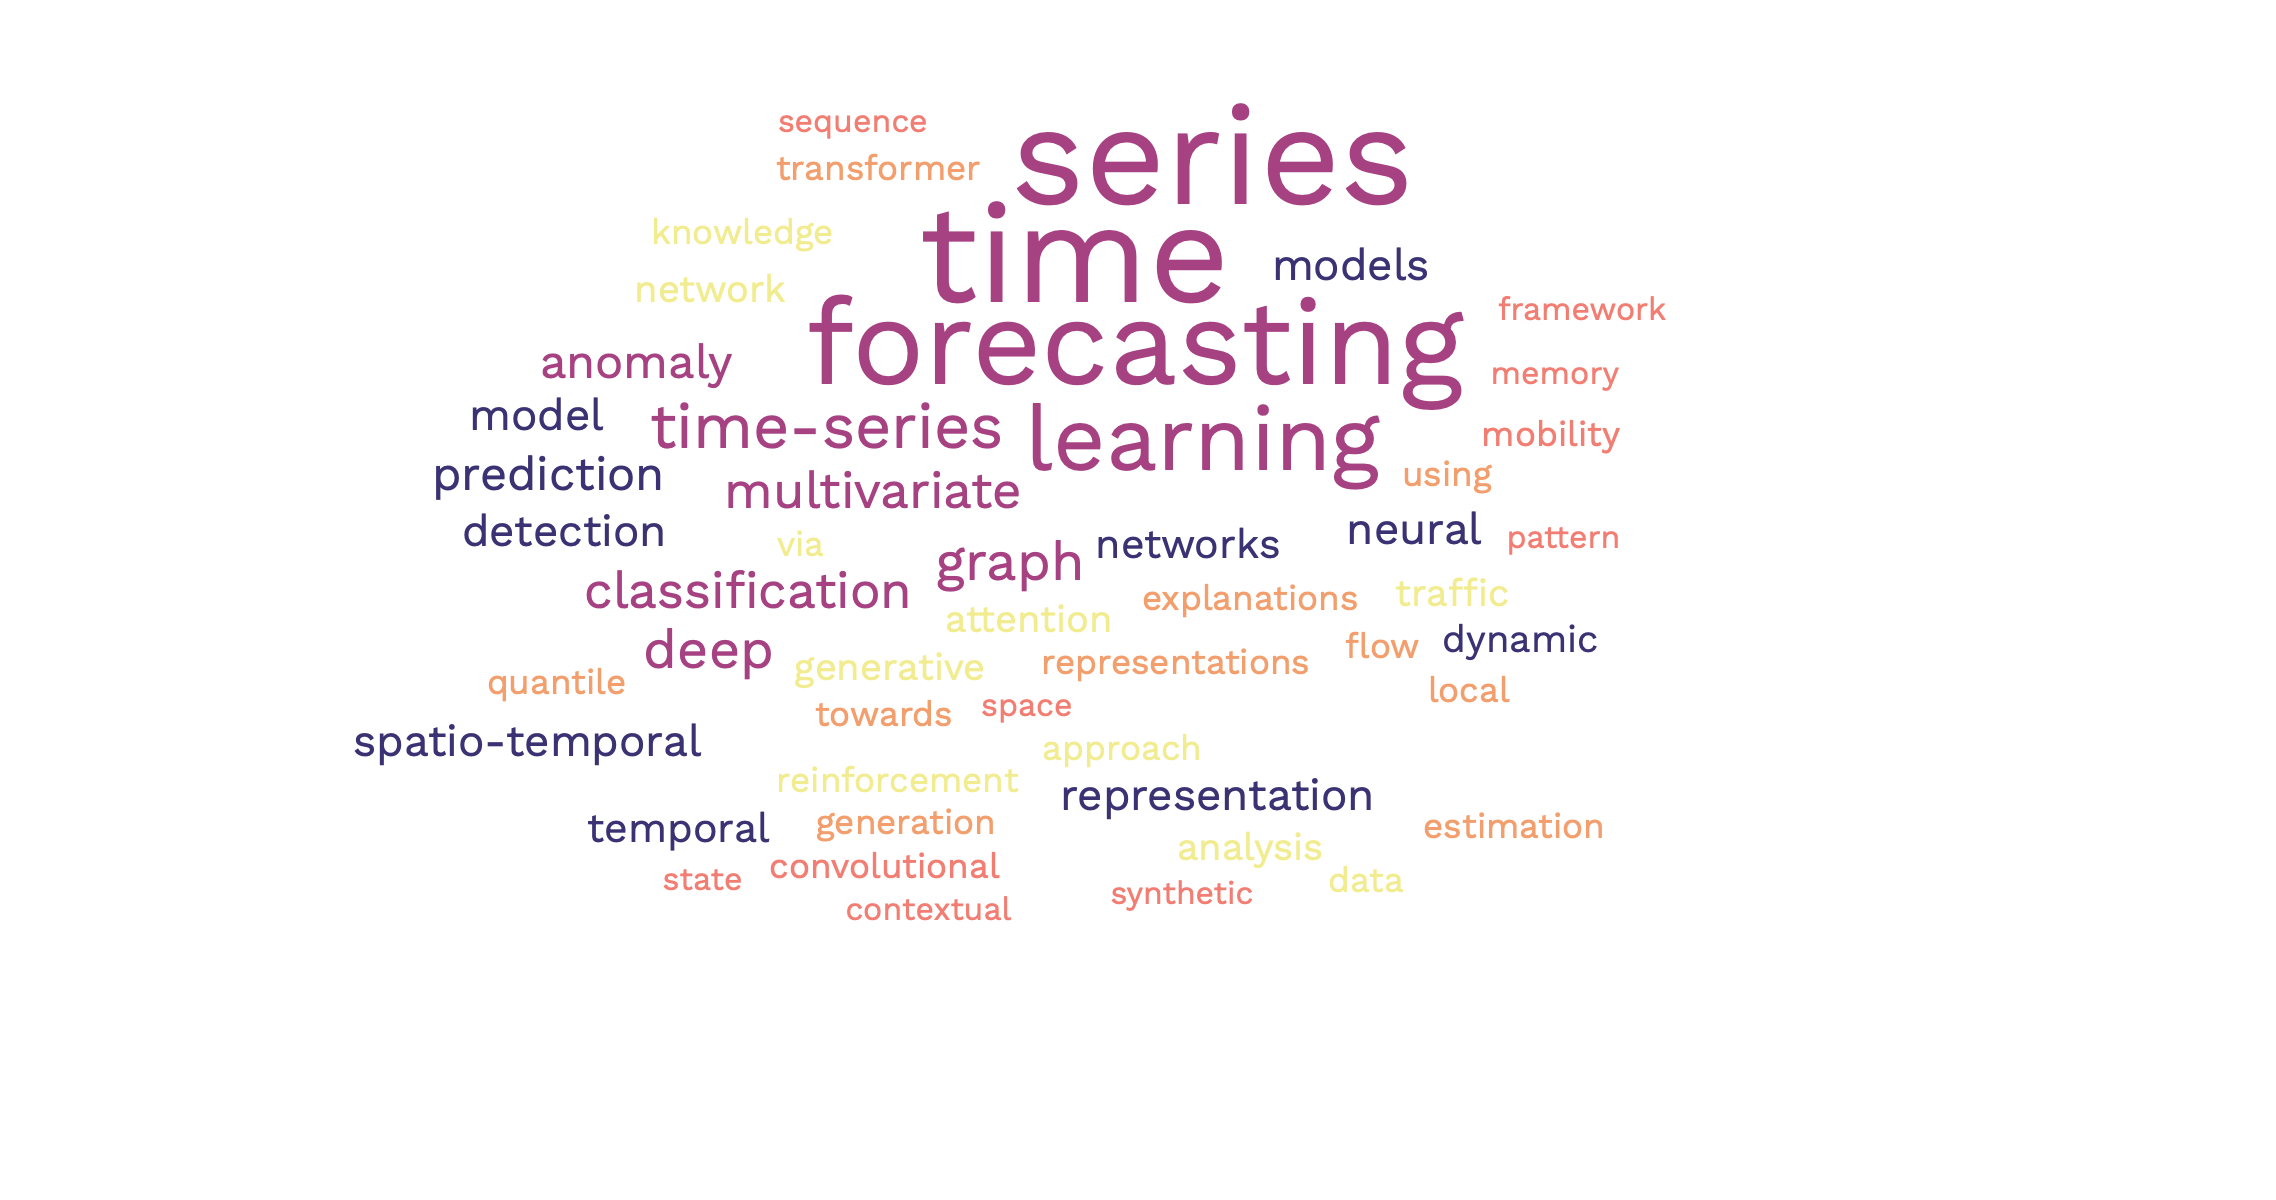 sequence
series
transformer
knowledge
time
models
network
framework
forecasting
anomaly
memory
model
time-series
learning
mobility
prediction
multivariate
using
detection
via
networks
neural
pattern
graph
classification
explanations
traffic
attention
deep
generative
representations
flow
dynamic
quantile
local
towards
space
spatio-temporal
approach
reinforcement
representation
temporal
generation
estimation
analysis
state
convolutional
data
contextual
synthetic